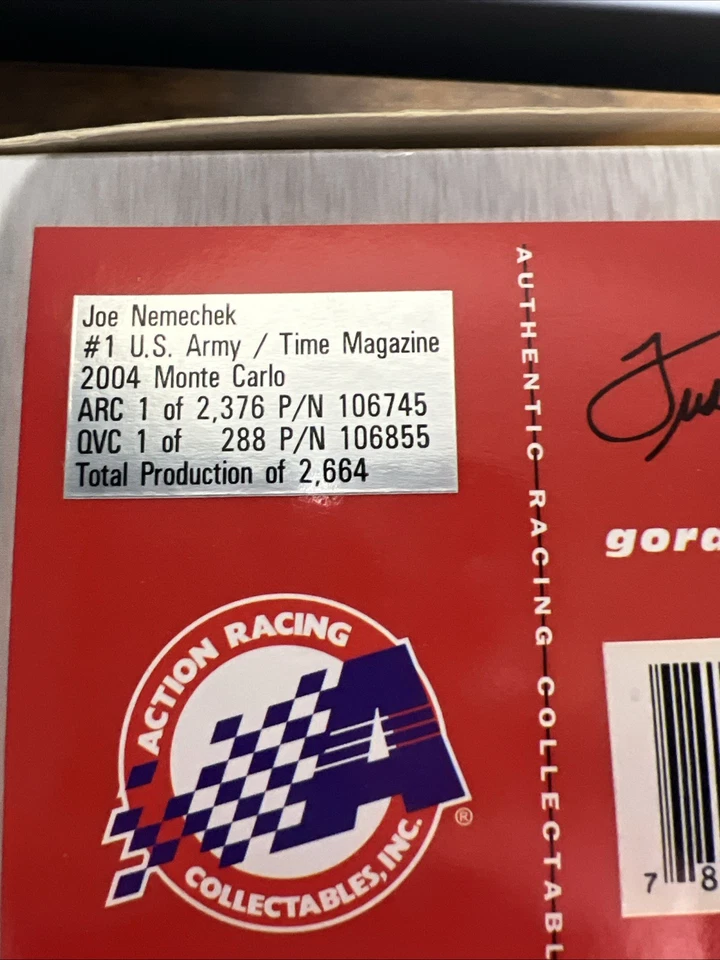 Joe Nemechek
#1 U.S. Army / Time Magazine
2004 Monte Carlo
ARC 1 of 2,376 P/N 106745
QVC 1 of 288 P/N 106855
Total Production of 2,664
ACTION RACING
COLLECTABLES, INC.
®
AUTHENTIC RACING COLLECTABL
gord
7 8